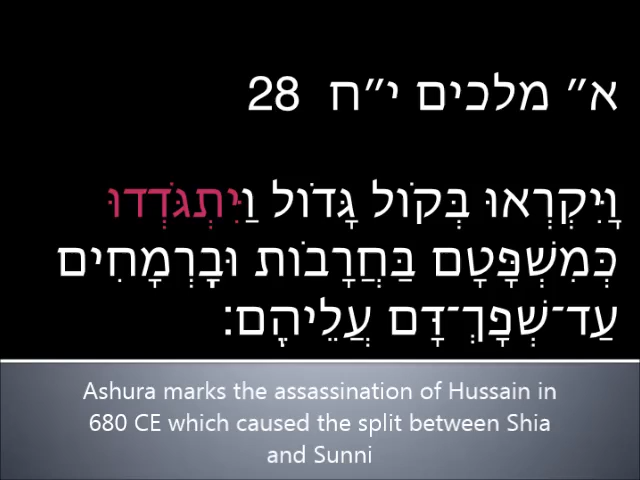 א״ מלכים י״ח 28
וַָּיִּקְרְאוּ בְּקוֹל גָּדוֹל וַיִּתְגֹּדְדוּ
כְּמִשְׁפָּטָם בַּחֲרָבוֹת וּבָרְמָחִים
עַד־שְׁפָךְ־דָּם עֲלֵיהֶם:
Ashura marks the assassination of Hussain in
680 CE which caused the split between Shia
and Sunni